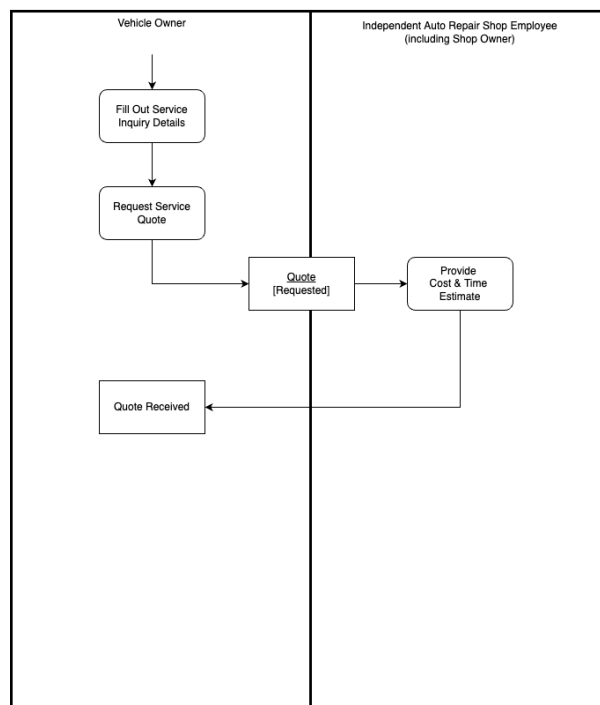 Vehicle Owner
Independent Auto Repair Shop Employee
(including Shop Owner)
Fill Out Service
Inquiry Details
Request Service
Quote
Quote
[Requested]
Provide
Cost & Time
Estimate
Quote Received